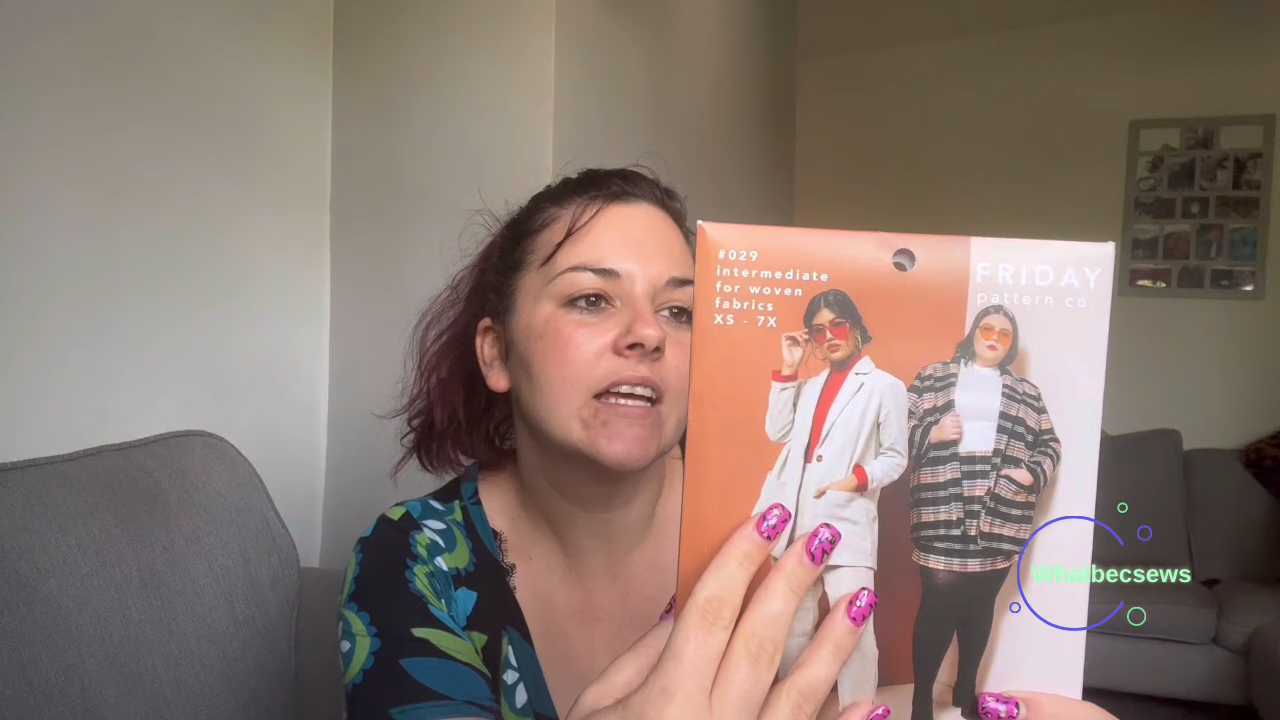 #029
intermediate
for woven
fabrics
XS - 7X
FRIDAY
pattern co.
Whatbecsews